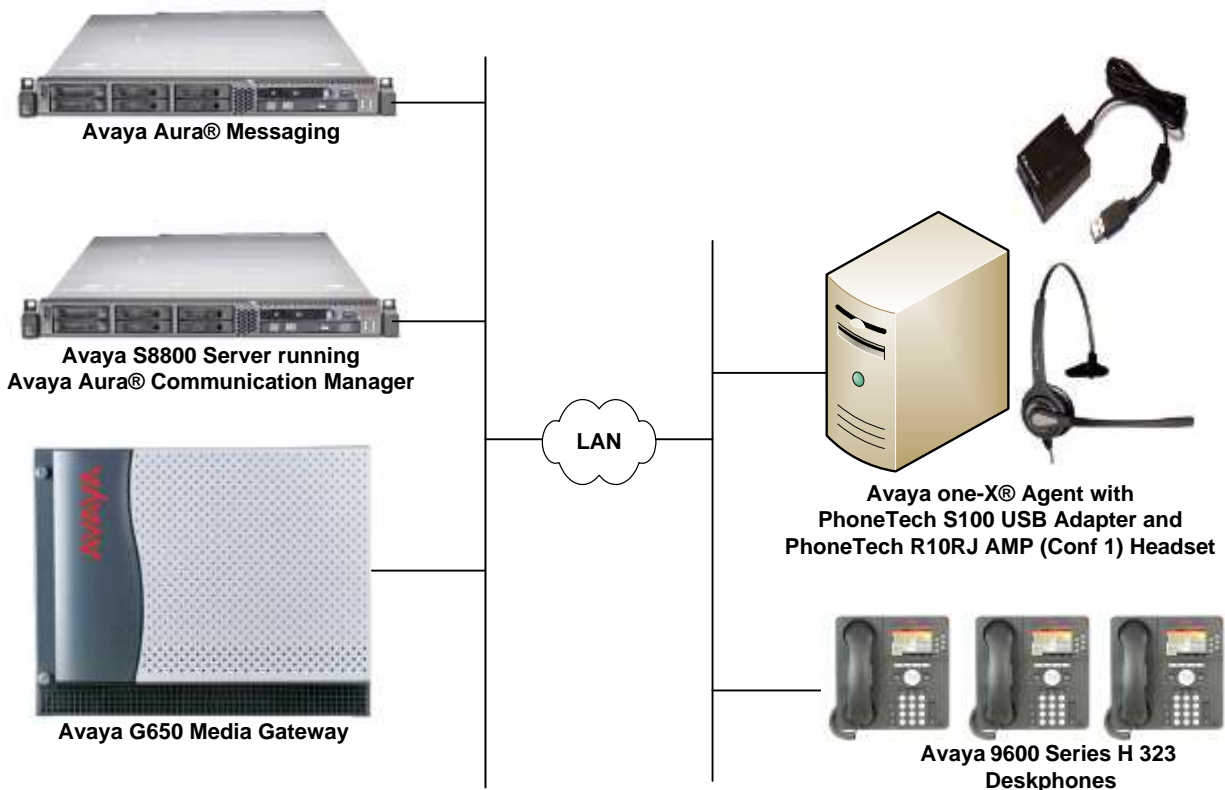 Avaya Aura® Messaging
Avaya S8800 Server running
Avaya Aura® Communication Manager
AVAYA
Avaya G650 Media Gateway
LAN
Avaya one-X® Agent with
PhoneTech S100 USB Adapter and
PhoneTech R10RJ AMP (Conf 1) Headset
Avaya 9600 Series H 323
Deskphones